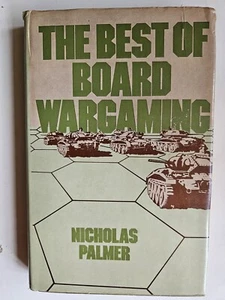 THE BEST OF
BOARD
WARGAMING
NICHOLAS
PALMER